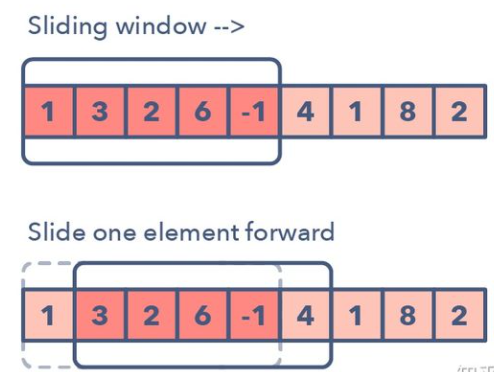 Sliding window -->
1 3 2 6 -1 4 1 8 2
Slide one element forward
1 3 2 6 -1 4 1 8 2